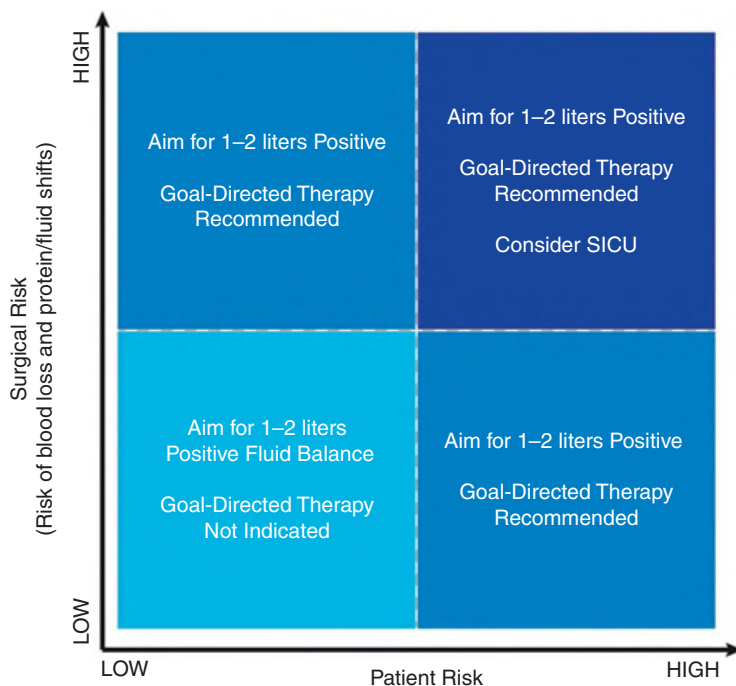 HIGH
Surgical Risk
(Risk of blood loss and protein/fluid shifts)
LOW
Aim for 1–2 liters Positive
Goal-Directed Therapy
Recommended
Aim for 1–2 liters Positive
Goal-Directed Therapy
Recommended
Consider SICU
Aim for 1–2 liters
Positive Fluid Balance
Goal-Directed Therapy
Not Indicated
Aim for 1–2 liters Positive
Goal-Directed Therapy
Recommended
LOW
Patient Risk
HIGH